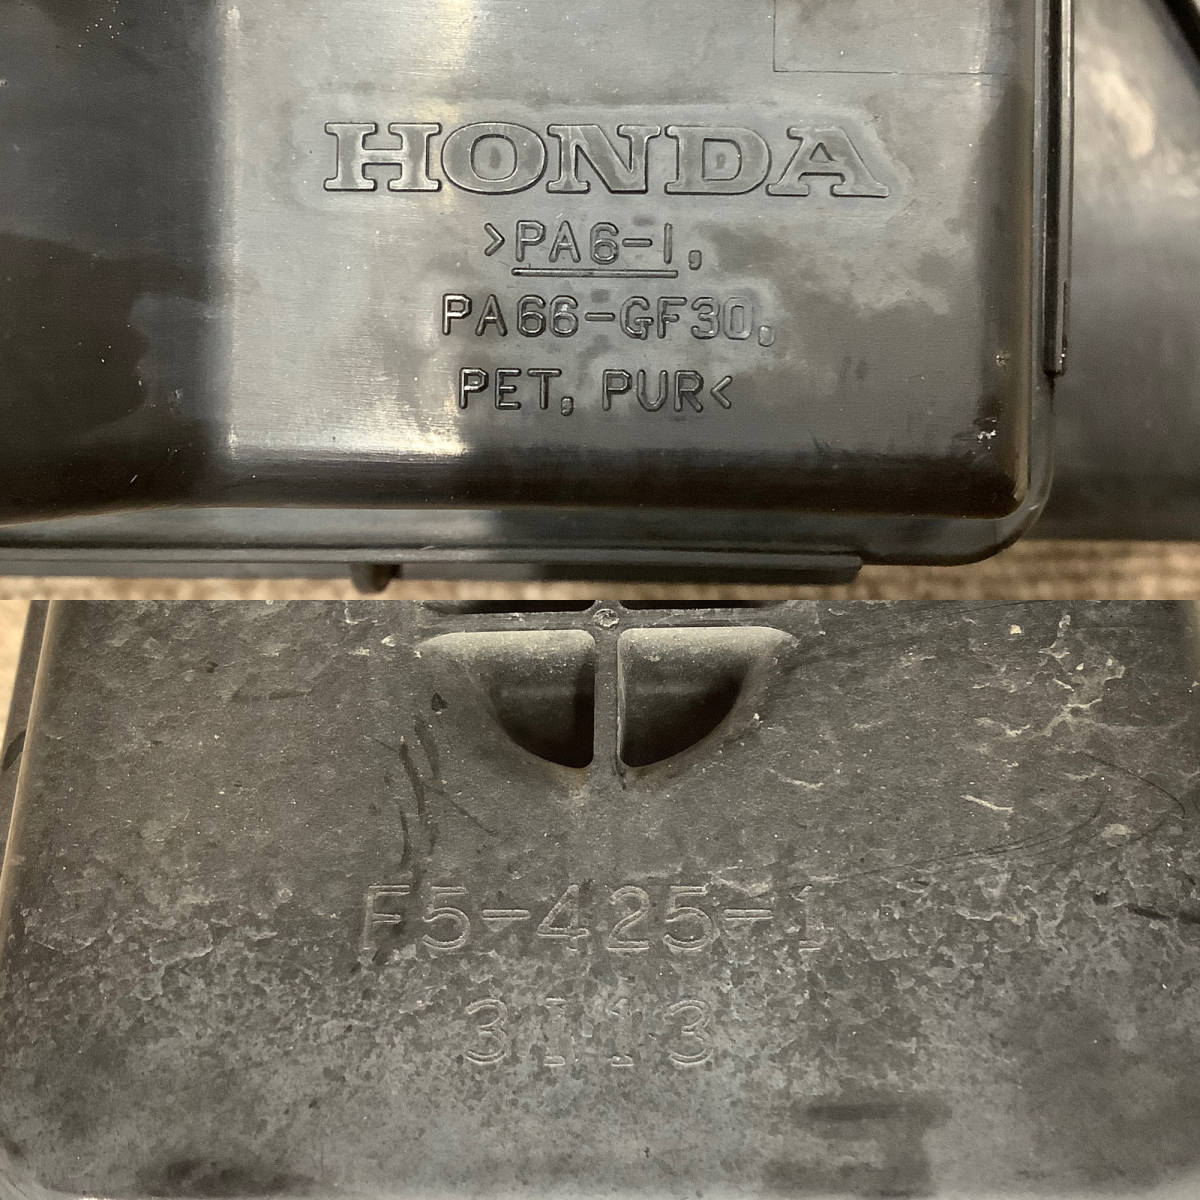 HONDA
>PA6-I,
PA66-GF30,
PET, PUR<
F5-425-1
3113